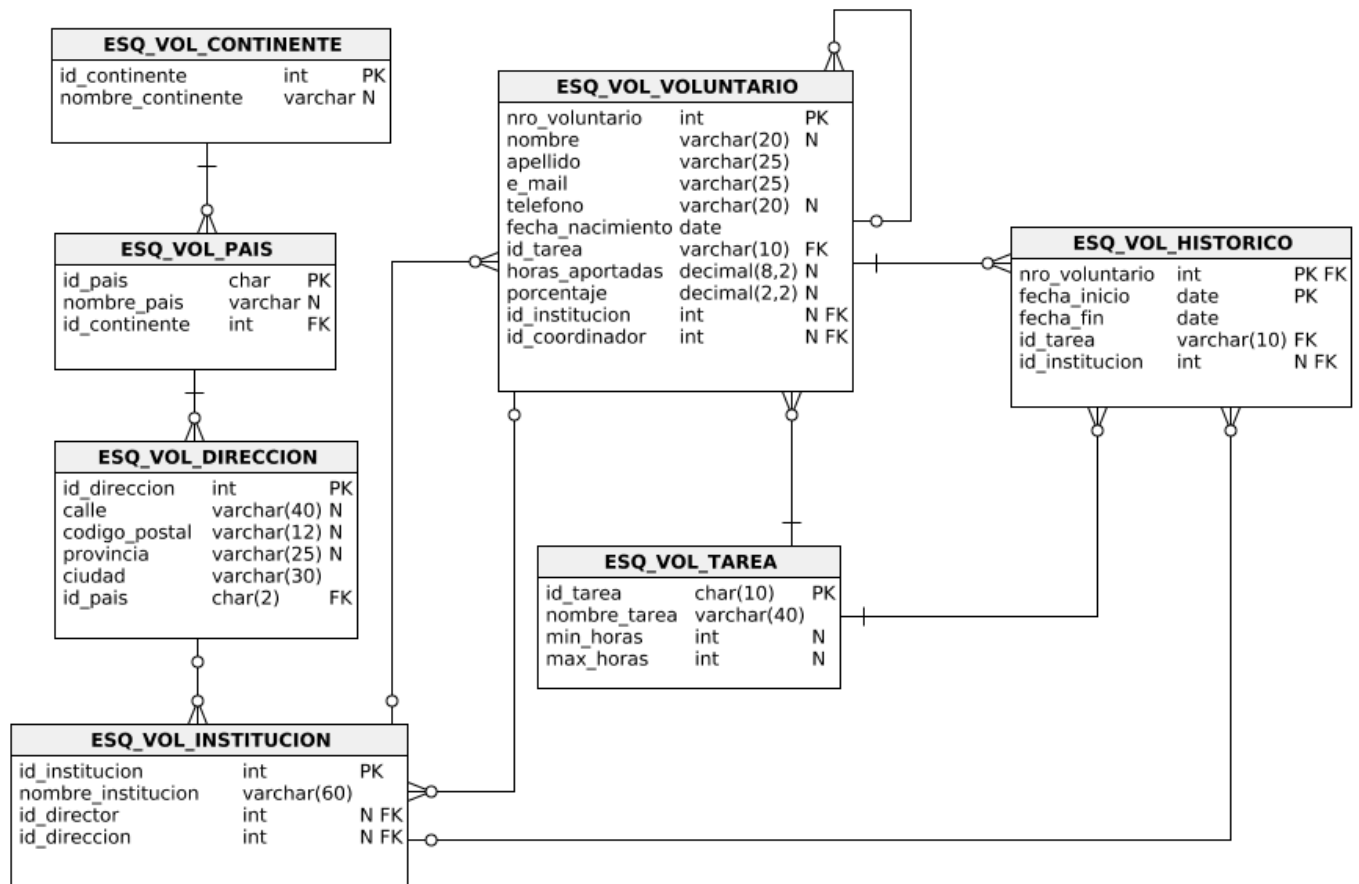 ESQ_VOL_CONTINENTE
id_continente int PK
nombre_continente varchar N
ESQ_VOL_PAIS
id_pais char PK
nombre_pais varchar N
id_continente int FK
ESQ_VOL_DIRECCION
id_direccion int PK
calle varchar(40) N
codigo_postal varchar(12) N
provincia varchar(25) N
ciudad varchar(30)
id_pais char(2) FK
ESQ_VOL_INSTITUCION
id_institucion int PK
nombre_institucion varchar(60)
id_director int N FK
id_direccion int N FK
ESQ_VOL_VOLUNTARIO
nro_voluntario int PK
nombre varchar(20) N
apellido varchar(25)
e_mail varchar(25)
telefono varchar(20) N
fecha_nacimiento date
id_tarea varchar(10) FK
horas_aportadas decimal(8,2) N
porcentaje decimal(2,2) N
id_institucion int N FK
id_coordinador int N FK
ESQ_VOL_TAREA
id_tarea char(10) PK
nombre_tarea varchar(40)
min_horas int N
max_horas int N
ESQ_VOL_HISTORICO
nro_voluntario int PK FK
fecha_inicio date PK
fecha_fin date
id_tarea varchar(10) FK
id_institucion int N FK